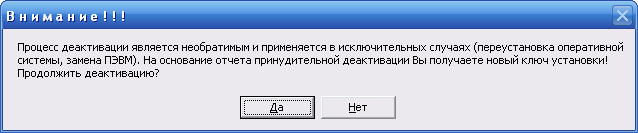 Внимание!!!
Процесс деактивации является необратимым и применяется в исключительных случаях (переустановка оперативной
системы, замена ПЭВМ). На основание отчета принудительной деактивации Вы получаете новый ключ установки!
Продолжить деактивацию?
Да Нет